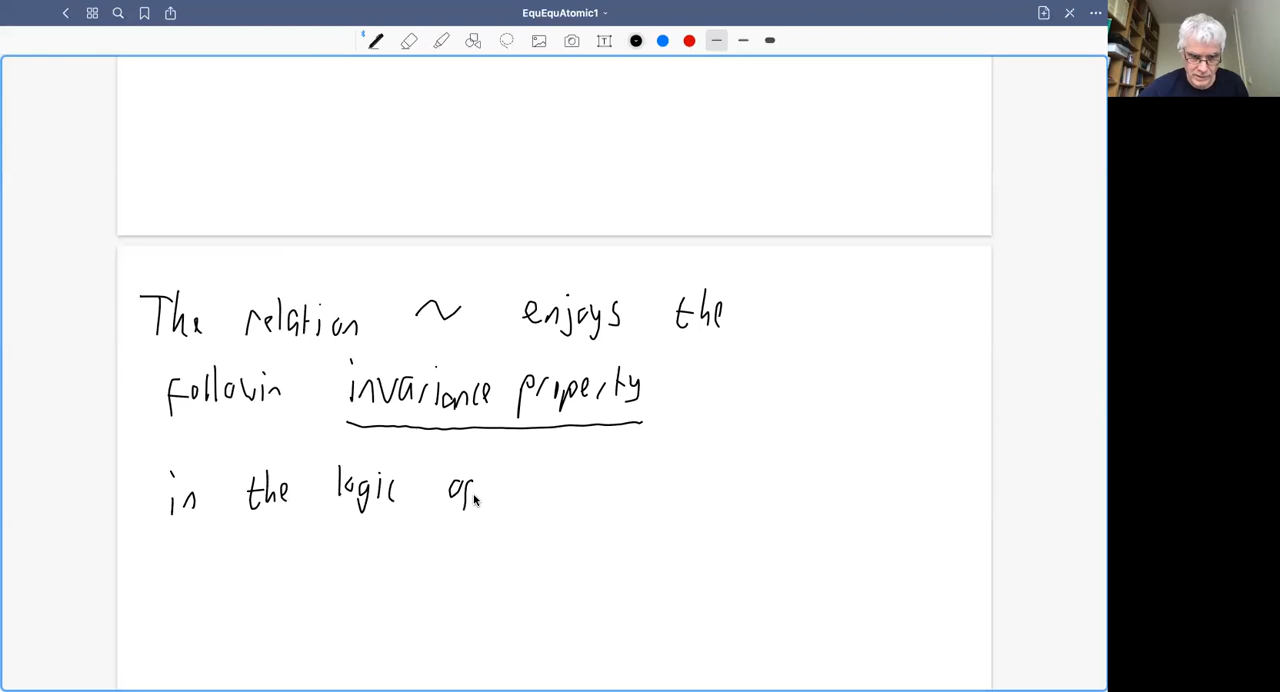 EquEquAtomic1
The relation ~ enjoys the
followin invariance property
in the logic of